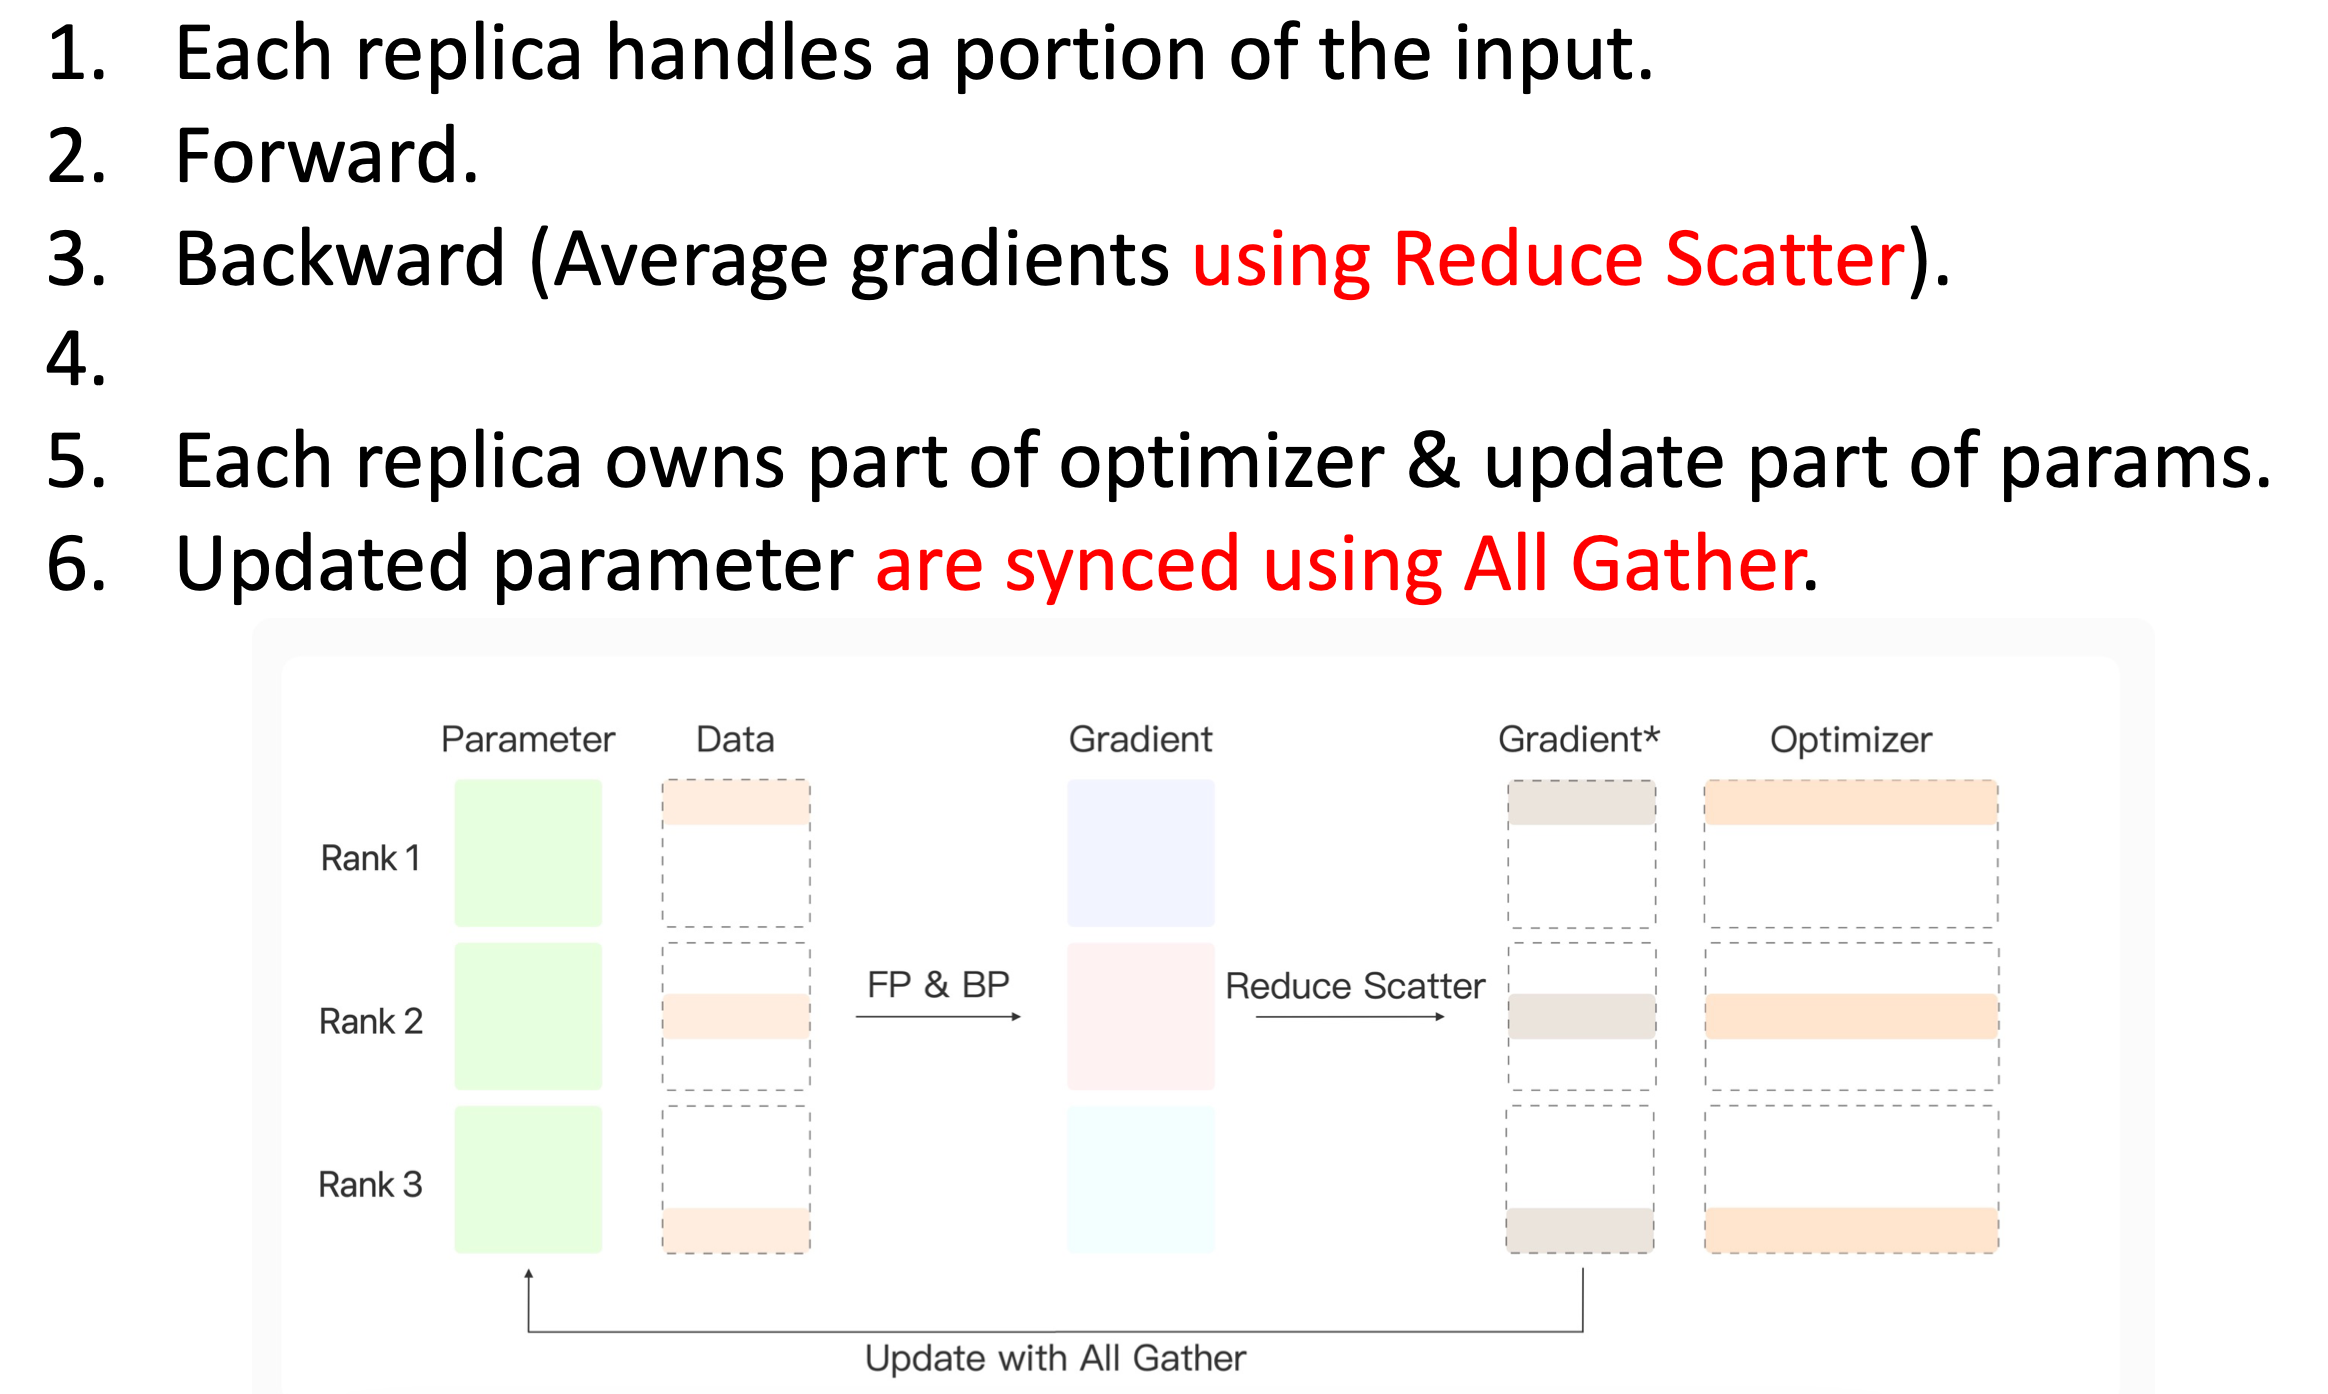 1. Each replica handles a portion of the input.
2. Forward.
3. Backward (Average gradients using Reduce Scatter).
4.
5. Each replica owns part of optimizer & update part of params.
6. Updated parameter are synced using All Gather.
Parameter Data Gradient Gradient* Optimizer
Rank 1
FP & BP Reduce Scatter
Rank 2
Rank 3
Update with All Gather